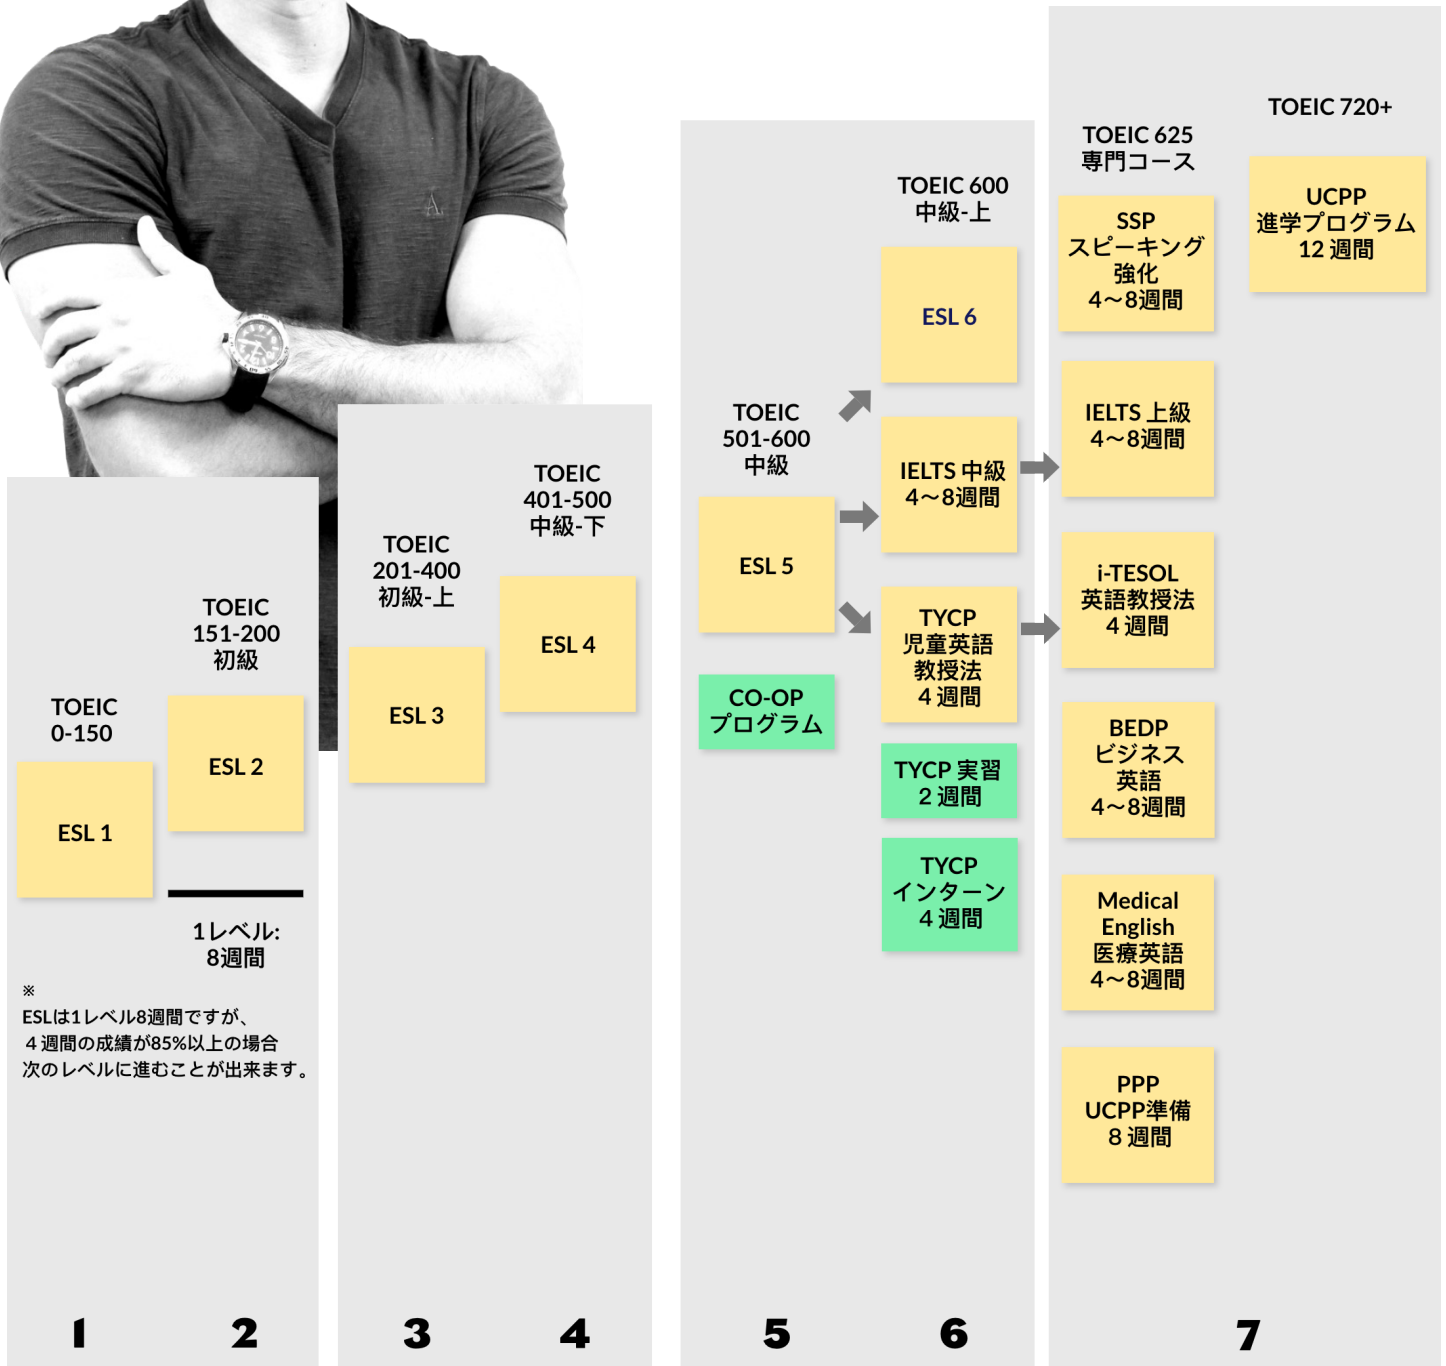 TOEIC
0-150
ESL 1
TOEIC
151-200
初級
ESL 2
1レベル:
8週間
※
ESLは1レベル8週間ですが、
４週間の成績が85%以上の場合
次のレベルに進むことが出来ます。
TOEIC
201-400
初級-上
ESL 3
TOEIC
401-500
中級-下
ESL 4
TOEIC
501-600
中級
ESL 5
CO-OP
プログラム
TOEIC 600
中級-上
ESL 6
IELTS 中級
4〜8週間
TYCP
児童英語
教授法
４週間
TYCP 実習
２週間
TYCP
インターン
４週間
TOEIC 625
専門コース
SSP
スピーキング
強化
4〜8週間
IELTS 上級
4〜8週間
i-TESOL
英語教授法
４週間
BEDP
ビジネス
英語
4〜8週間
Medical
English
医療英語
4〜8週間
PPP
UCPP準備
８週間
TOEIC 720+
UCPP
進学プログラム
12 週間
1
2
3
4
5
6
7